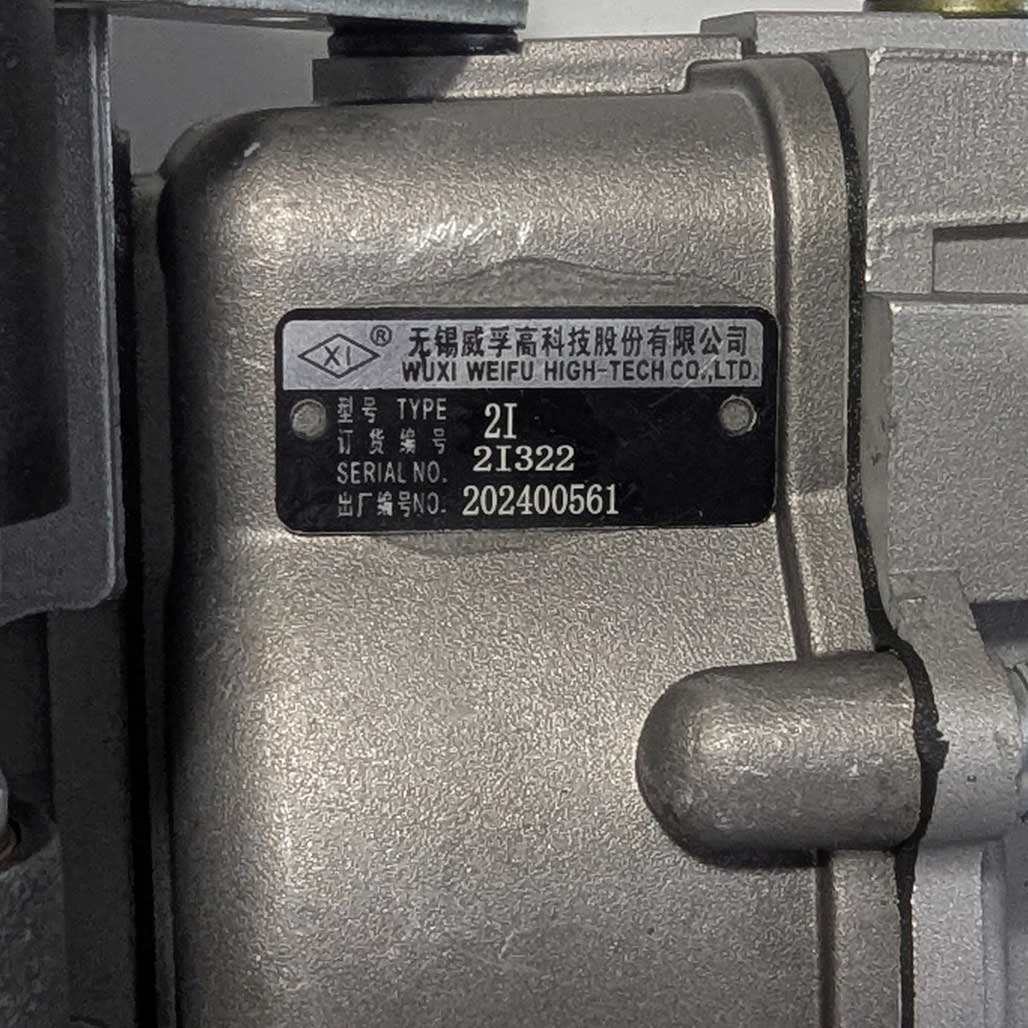 XI ® 无锡威孚高科技股份有限公司
WUXI WEIFU HIGH-TECH CO.,LTD.
型号 TYPE 2I
订货编号
SERIAL NO. 2I322
出厂编号NO. 202400561